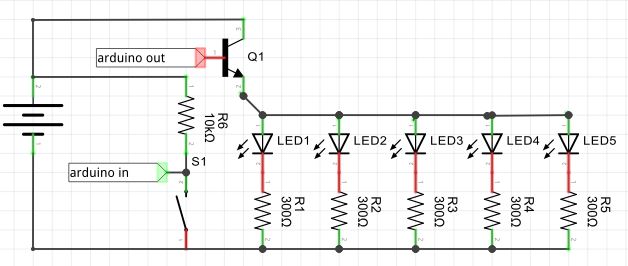 arduino out
Q1
R6
10kΩ
arduino in
S1
LED1
LED2
LED3
LED4
LED5
R1
300Ω
R2
300Ω
R3
300Ω
R4
300Ω
R5
300Ω